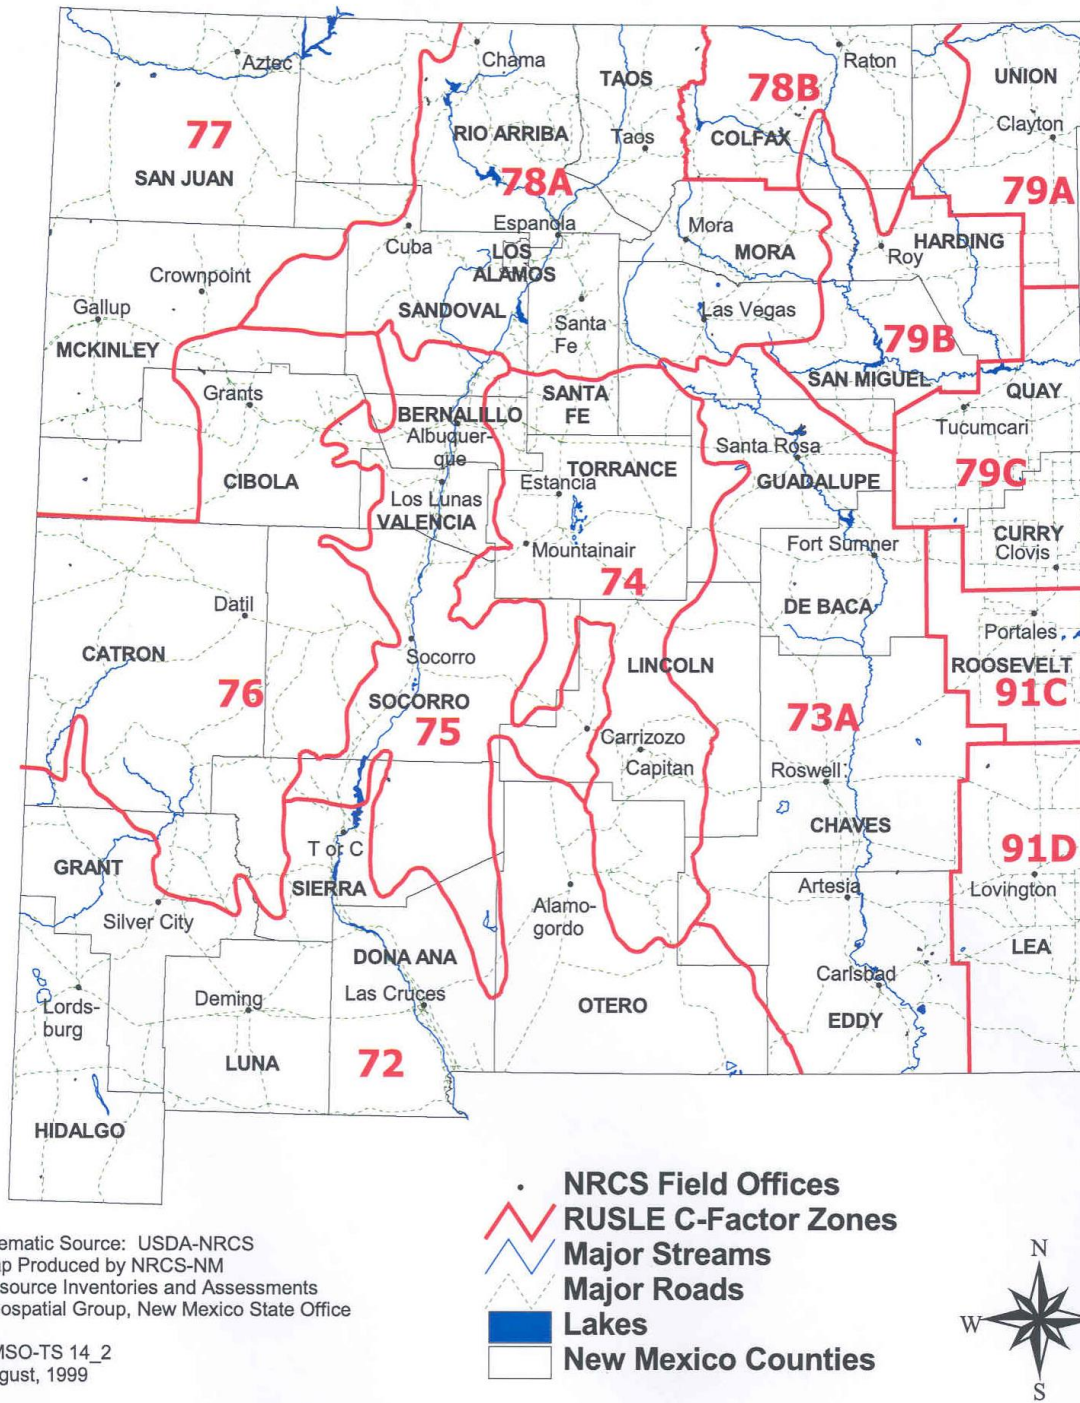 Aztec
Chama
Raton
TAOS
UNION
78B
Clayton
77
RIO ARRIBA
Taos
COLFAX
SAN JUAN
78A
79A
Espanola
Mora
Cuba
LOS
ALAMOS
MORA
HARDING
Roy
Crownpoint
Gallup
SANDOVAL
Santa
Fe
Las Vegas
MCKINLEY
79B
SAN MIGUEL
Grants
SANTA
FE
QUAY
BERNALILLO
Albuquer-
que
Tucumcari
Santa Rosa
CIBOLA
TORRANCE
Estancia
GUADALUPE
79C
Los Lunas
VALENCIA
CURRY
Clovis
Mountainair
Fort Sumner
74
Datil
DE BACA
Portales
CATRON
Socorro
LINCOLN
ROOSEVELT
76
SOCORRO
75
73A
91C
Carrizozo
Capitan
Roswell
T or C
CHAVES
91D
GRANT
SIERRA
Artesia
Lovington
Silver City
Alamo-
gordo
LEA
DONA ANA
Las Cruces
Carlsbad
Lords-
burg
Deming
OTERO
EDDY
LUNA
72
HIDALGO
NRCS Field Offices
RUSLE C-Factor Zones
Major Streams
Major Roads
Lakes
New Mexico Counties
ematic Source: USDA-NRCS
ap Produced by NRCS-NM
source Inventories and Assessments
ospatial Group, New Mexico State Office
MSO-TS 14_2
gust, 1999
N
W
S